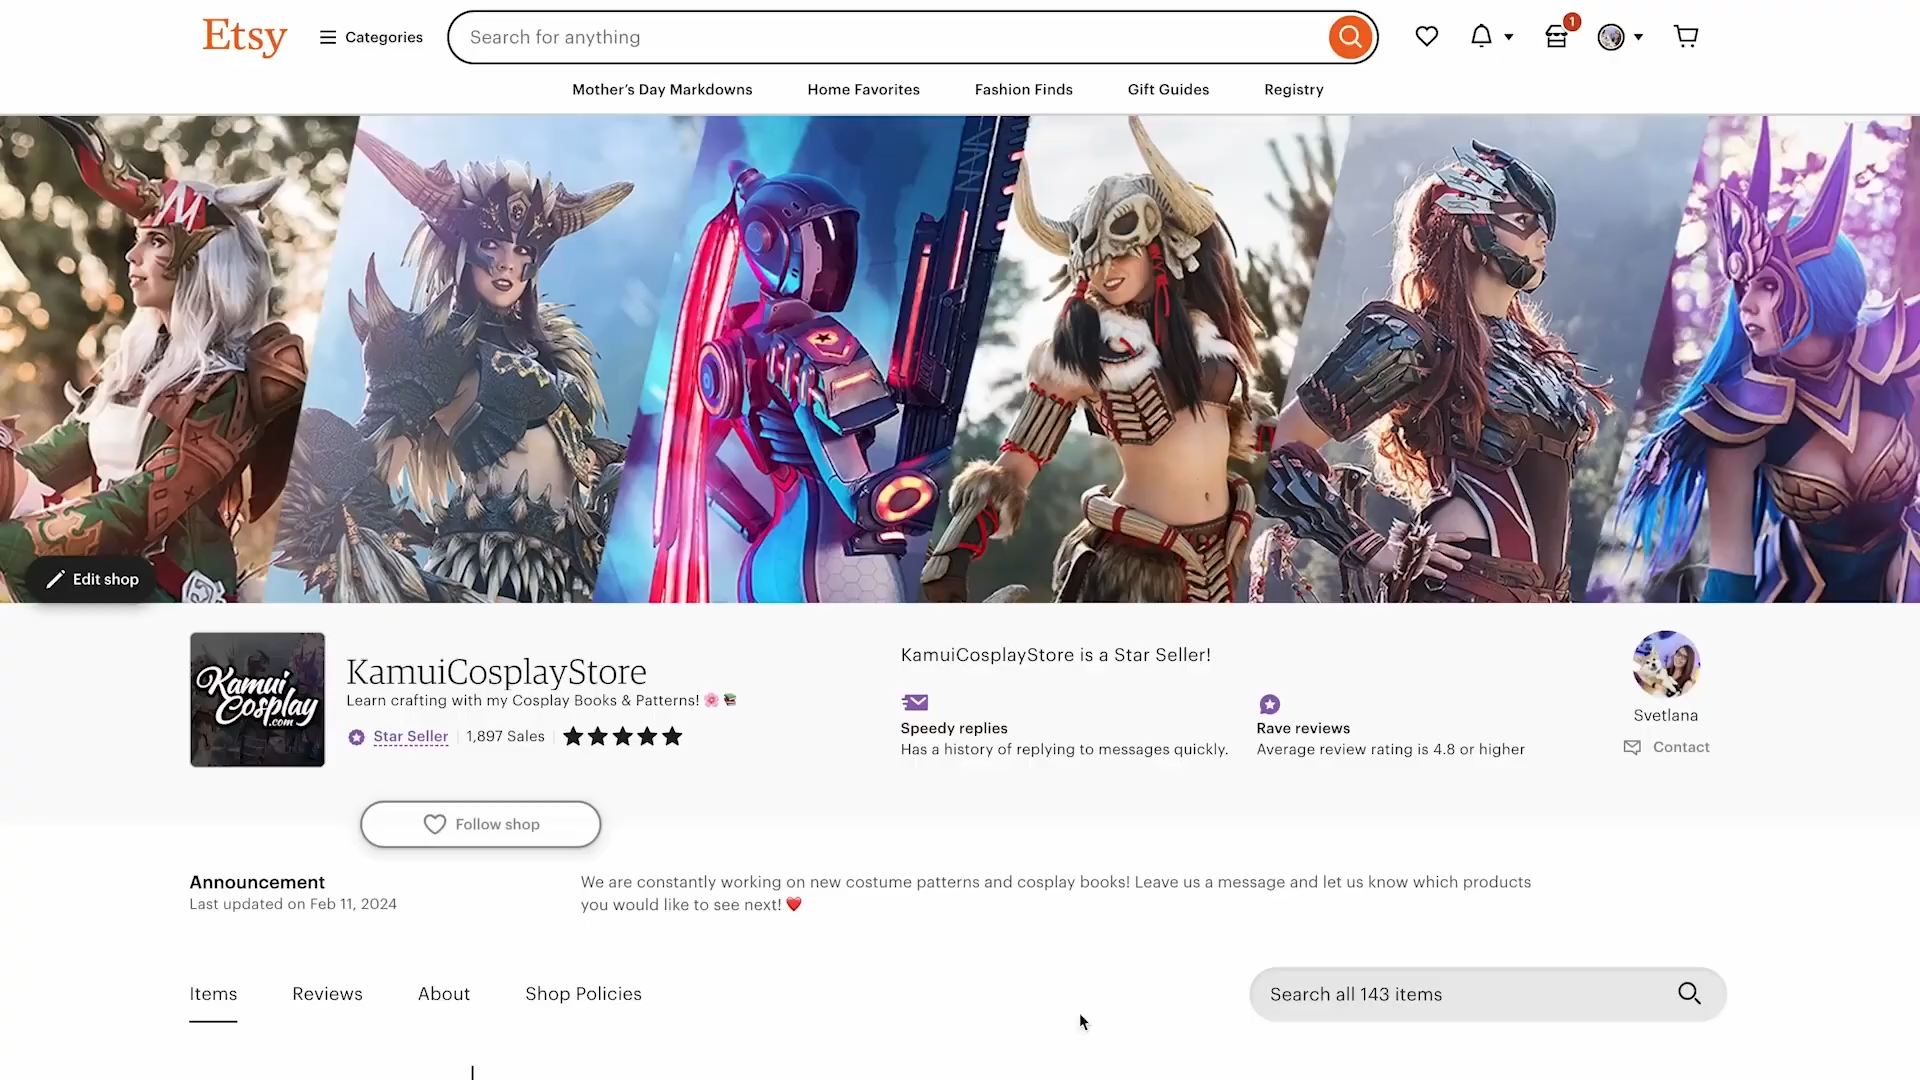 Etsy
Categories
Search for anything
1
Mother's Day Markdowns
Home Favorites
Fashion Finds
Gift Guides
Registry
M
Edit shop
Kamui
Cosplay
.com
KamuiCosplayStore
Learn crafting with my Cosplay Books & Patterns! 🌸 📚
Star Seller
1,897 Sales
KamuiCosplayStore is a Star Seller!
Speedy replies
Has a history of replying to messages quickly.
Rave reviews
Average review rating is 4.8 or higher
Svetlana
Contact
Follow shop
Announcement
Last updated on Feb 11, 2024
We are constantly working on new costume patterns and cosplay books! Leave us a message and let us know which products
you would like to see next! ❤️
Items
Reviews
About
Shop Policies
Search all 143 items